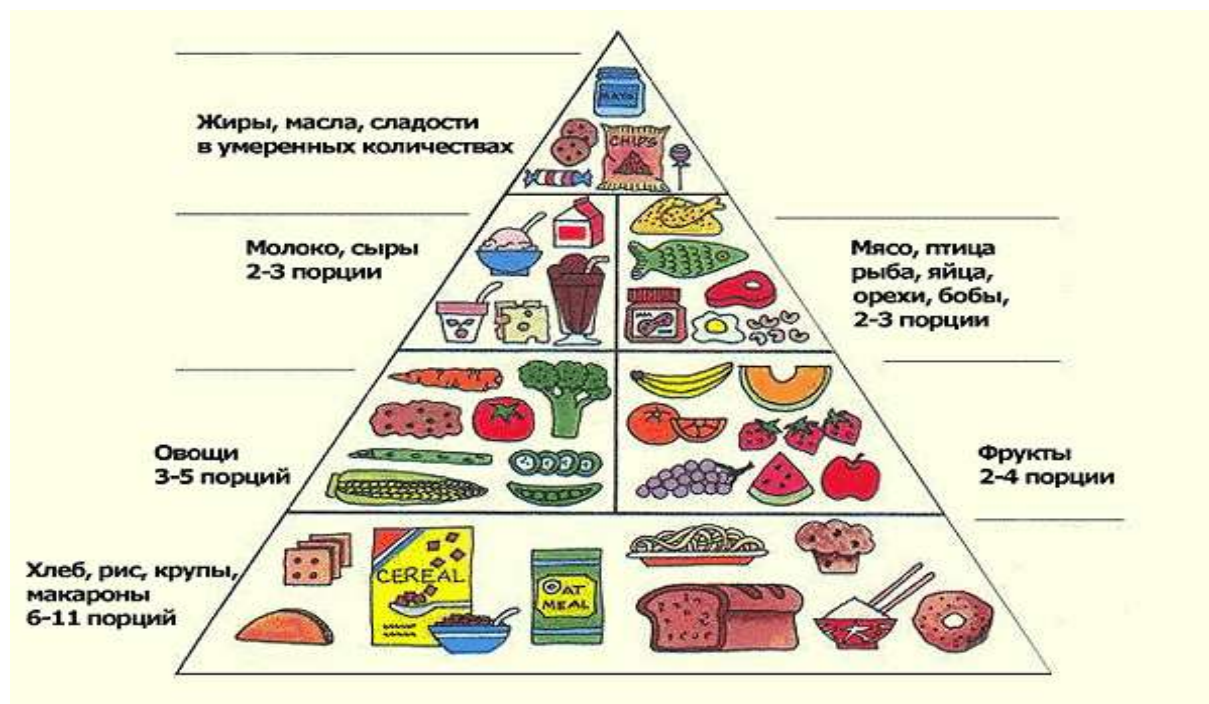 MAYO
CHIPS
Жиры, масла, сладости
в умеренных количествах
Молоко, сыры
2-3 порции
Мясо, птица
рыба, яйца,
орехи, бобы,
2-3 порции
Овощи
3-5 порций
Фрукты
2-4 порции
Хлеб, рис, крупы,
макароны
6-11 порций
CEREAL
OAT
MEAL